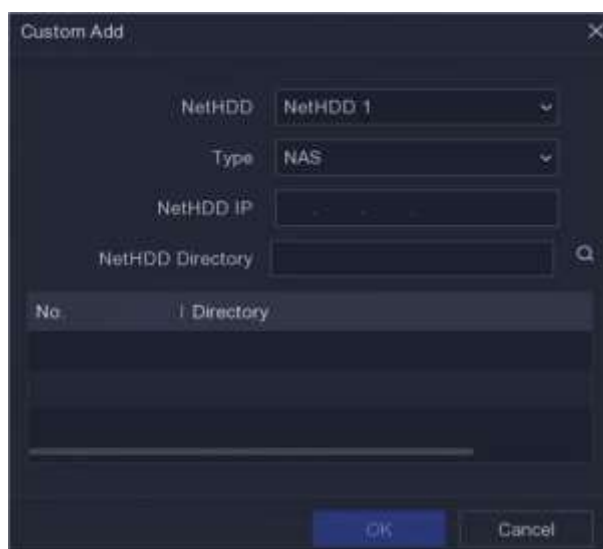 Custom Add
NetHDD NetHDD 1
Type NAS
NetHDD IP . . .
NetHDD Directory
No. Directory
OK Cancel